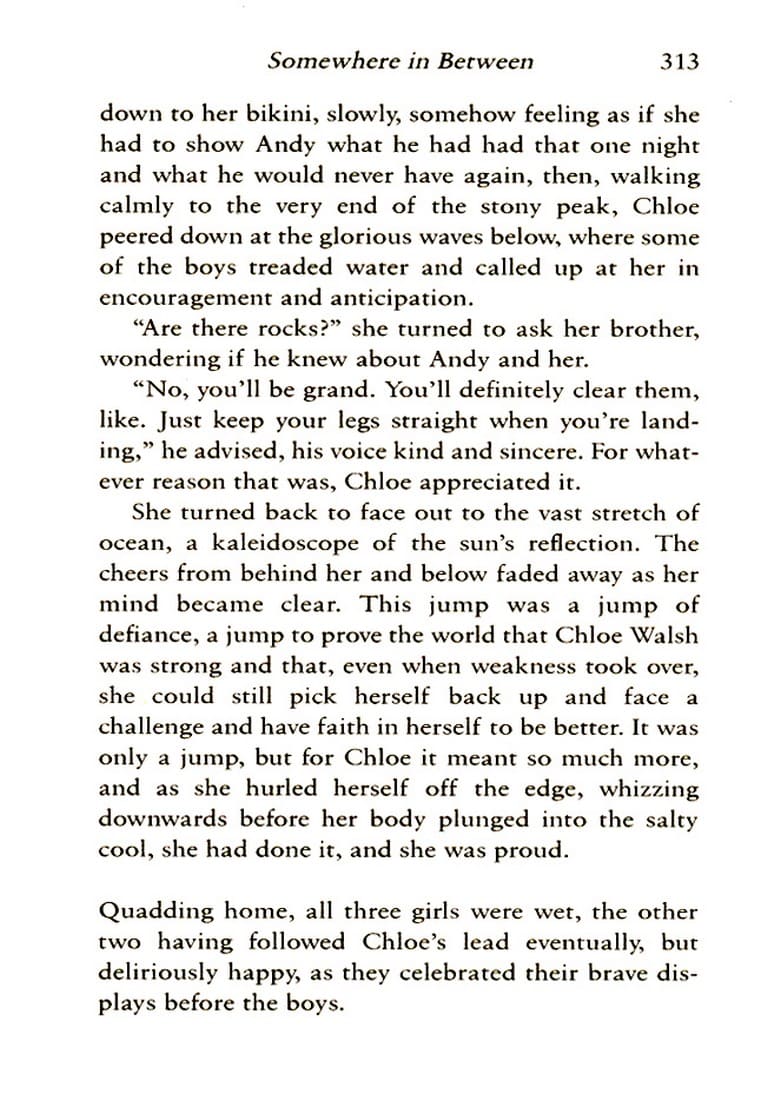 Somewhere in Between 313
down to her bikini, slowly, somehow feeling as if she
had to show Andy what he had had that one night
and what he would never have again, then, walking
calmly to the very end of the stony peak, Chloe
peered down at the glorious waves below, where some
of the boys treaded water and called up at her in
encouragement and anticipation.
“Are there rocks?” she turned to ask her brother,
wondering if he knew about Andy and her.
“No, you’ll be grand. You’ll definitely clear them,
like. Just keep your legs straight when you’re land-
ing,” he advised, his voice kind and sincere. For what-
ever reason that was, Chloe appreciated it.
She turned back to face out to the vast stretch of
ocean, a kaleidoscope of the sun’s reflection. The
cheers from behind her and below faded away as her
mind became clear. This jump was a jump of
defiance, a jump to prove the world that Chloe Walsh
was strong and that, even when weakness took over,
she could still pick herself back up and face a
challenge and have faith in herself to be better. It was
only a jump, but for Chloe it meant so much more,
and as she hurled herself off the edge, whizzing
downwards before her body plunged into the salty
cool, she had done it, and she was proud.
Quadding home, all three girls were wet, the other
two having followed Chloe’s lead eventually, but
deliriously happy, as they celebrated their brave dis-
plays before the boys.